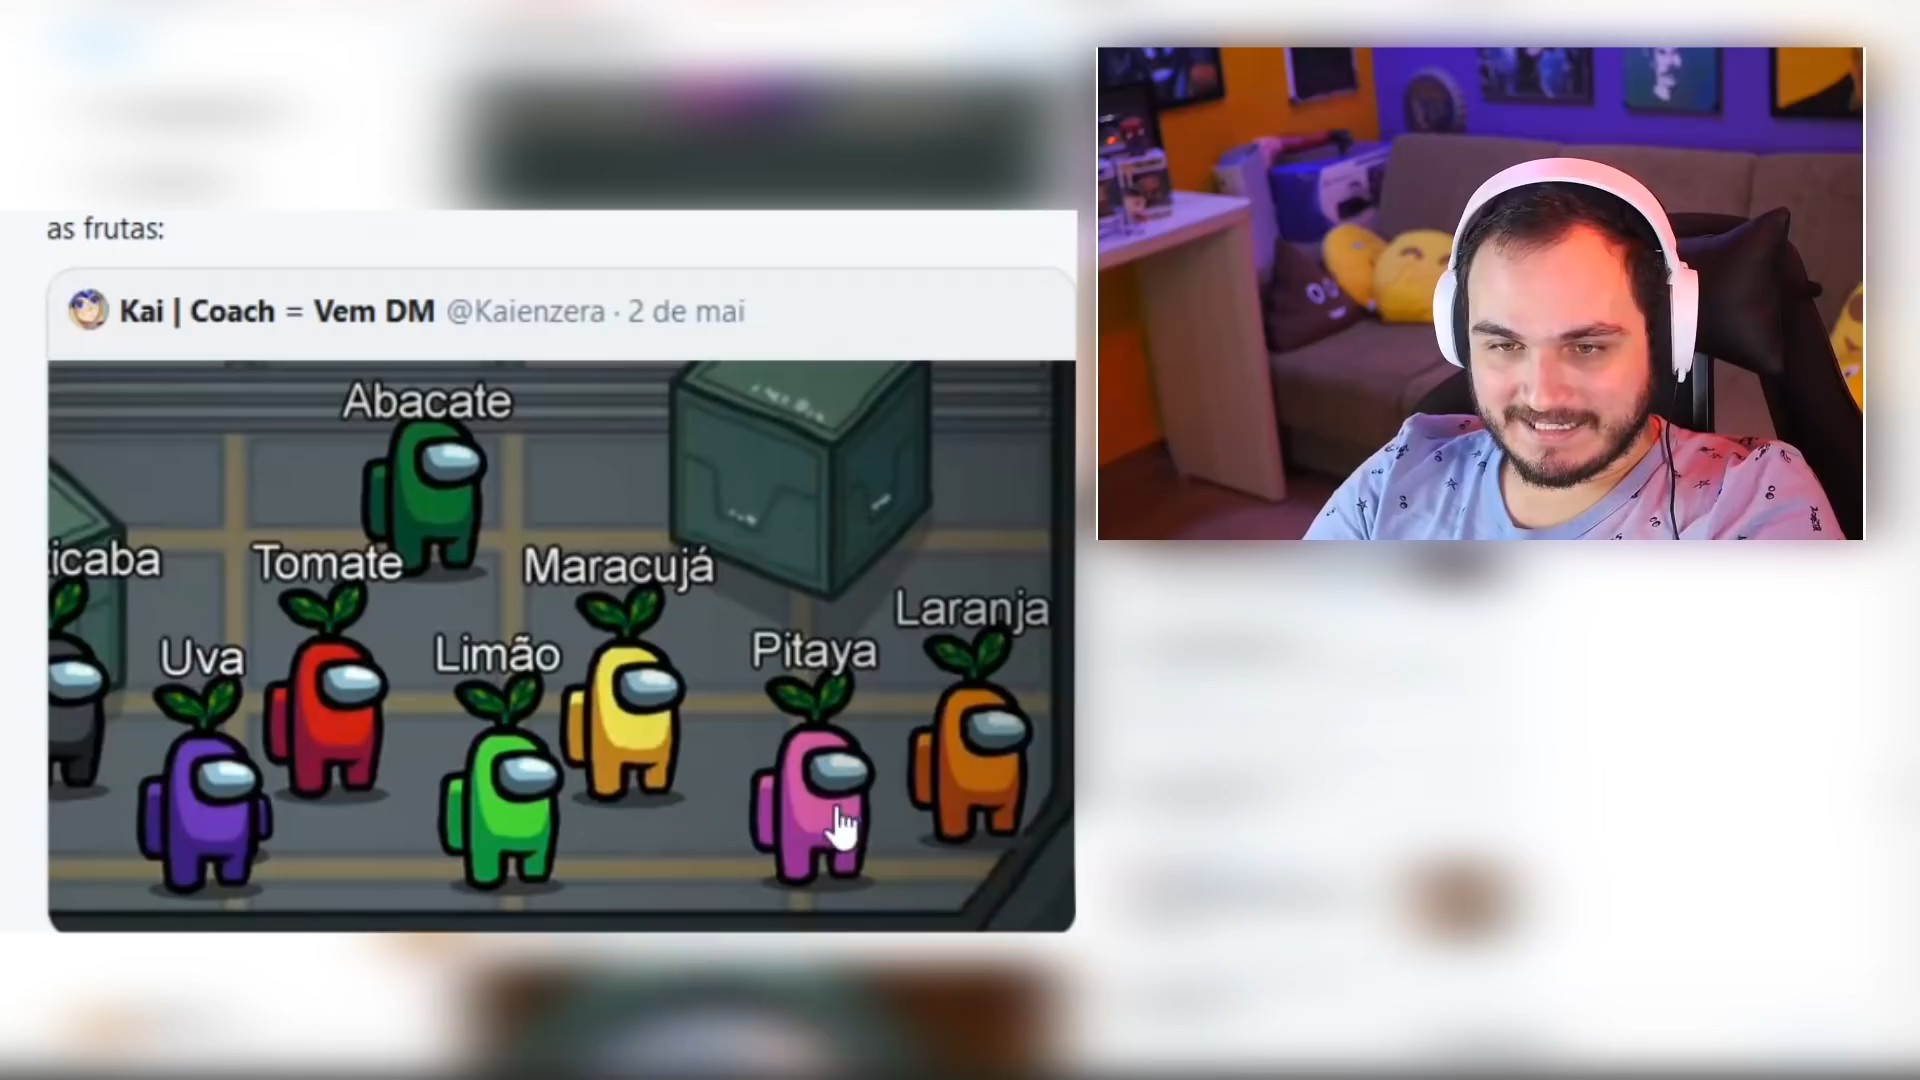 as frutas:
Kai | Coach = Vem DM @Kaienzera · 2 de mai
Abacate
icaba
Tomate
Maracujá
Laranja
Uva
Limão
Pitaya